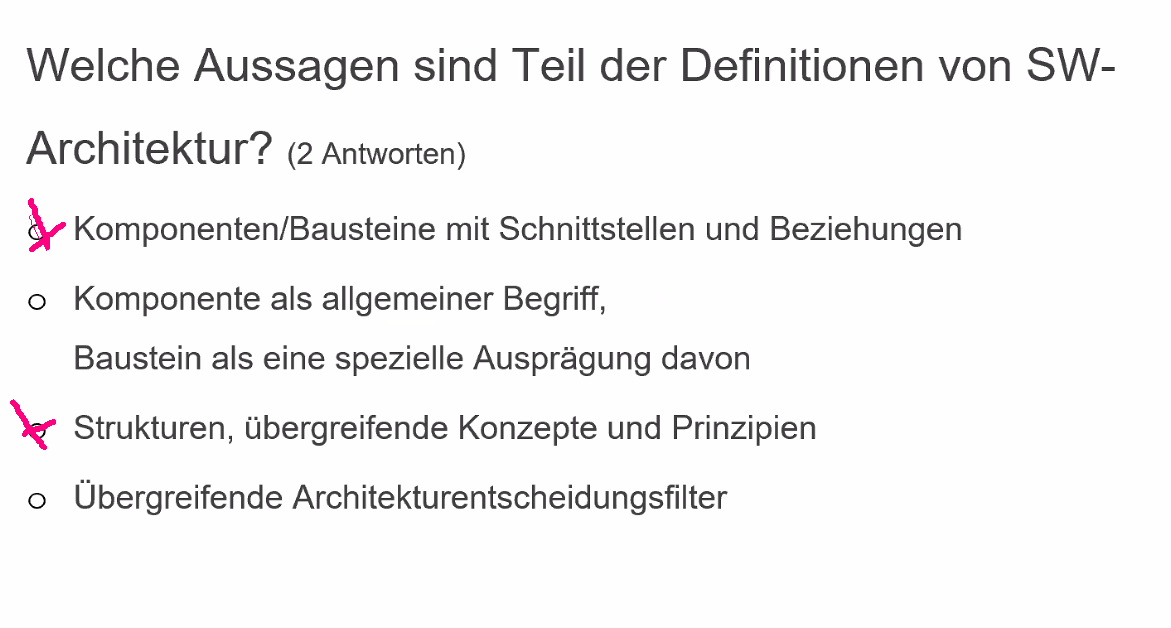 Welche Aussagen sind Teil der Definitionen von SW-
Architektur? (2 Antworten)
Komponenten/Bausteine mit Schnittstellen und Beziehungen
Komponente als allgemeiner Begriff,
Baustein als eine spezielle Ausprägung davon
Strukturen, übergreifende Konzepte und Prinzipien
Übergreifende Architekturentscheidungsfilter